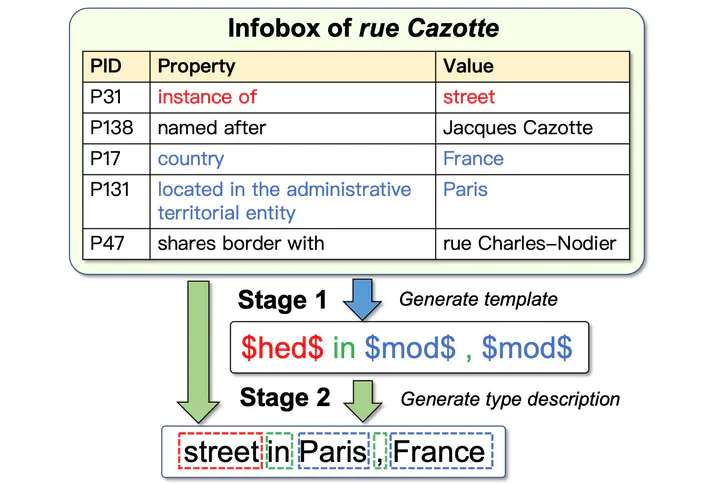 Infobox of rue Cazotte
PID Property Value
P31 instance of street
P138 named after Jacques Cazotte
P17 country France
P131 located in the administrative Paris
territorial entity
P47 shares border with rue Charles–Nodier
Stage 1 Generate template
$hed$ in $mod$ , $mod$
Stage 2 Generate type description
street in Paris , France